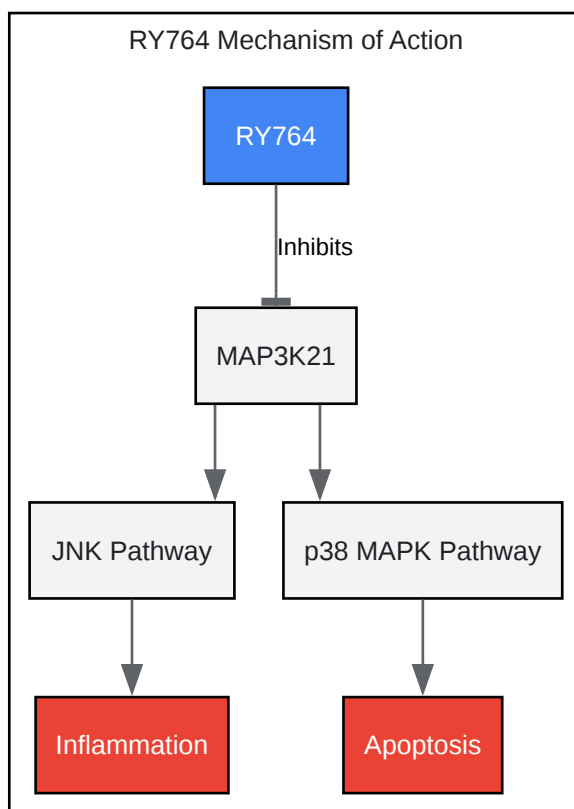 RY764 Mechanism of Action
RY764
Inhibits
MAP3K21
JNK Pathway
p38 MAPK Pathway
Inflammation
Apoptosis